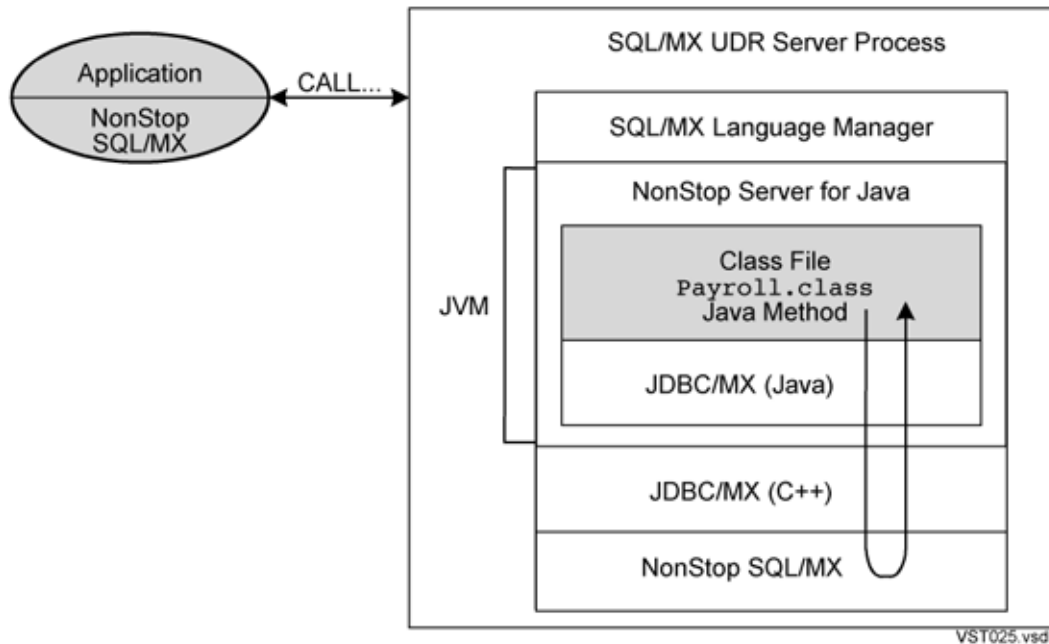 SQL/MX UDR Server Process
Application
CALL...
NonStop
SQL/MX
SQL/MX Language Manager
NonStop Server for Java
Class File
Payroll.class
Java Method
JVM
JDBC/MX (Java)
JDBC/MX (C++)
NonStop SQL/MX
VST025.vsd